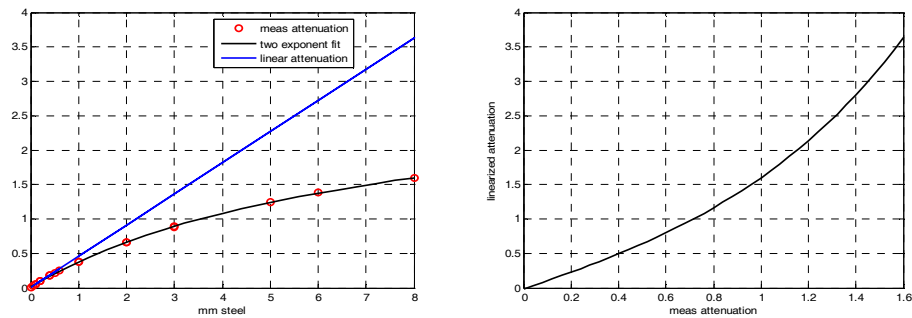 4
3.5
3
2.5
2
1.5
1
0.5
0
0 1 2 3 4 5 6 7 8
mm steel
meas attenuation
two exponent fit
linear attenuation
4
3.5
3
2.5
2
1.5
1
0.5
0
linearized attenuation
0 0.2 0.4 0.6 0.8 1 1.2 1.4 1.6
meas attenuation